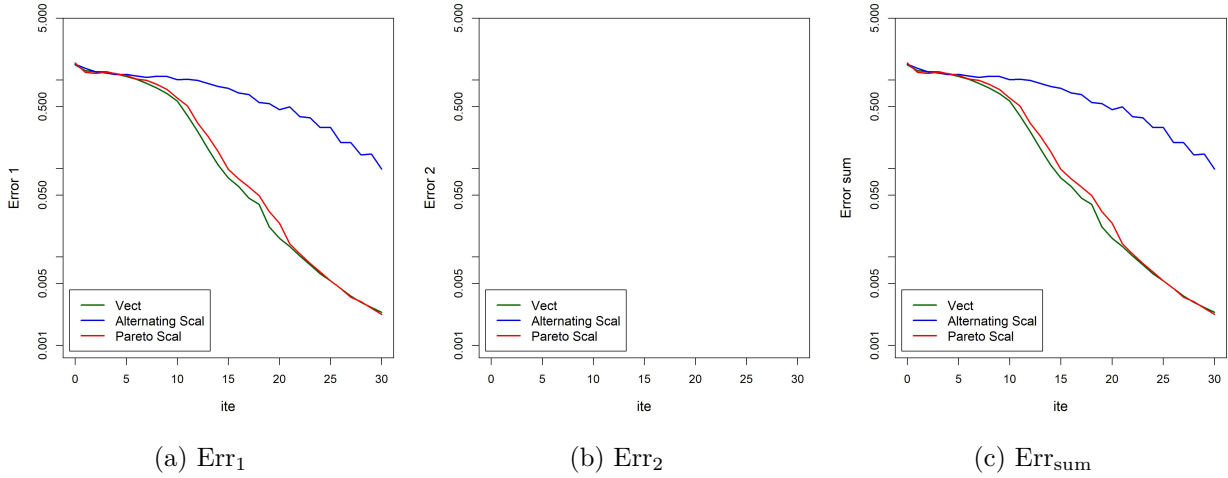 5.000
0.500
0.050
0.005
0.001
Error 1
Vect
Alternating Scal
Pareto Scal
0 5 10 15 20 25 30
ite
(a) Err1
5.000
0.500
0.050
0.005
0.001
Error 2
Vect
Alternating Scal
Pareto Scal
0 5 10 15 20 25 30
ite
(b) Err2
5.000
0.500
0.050
0.005
0.001
Error sum
Vect
Alternating Scal
Pareto Scal
0 5 10 15 20 25 30
ite
(c) Errsum